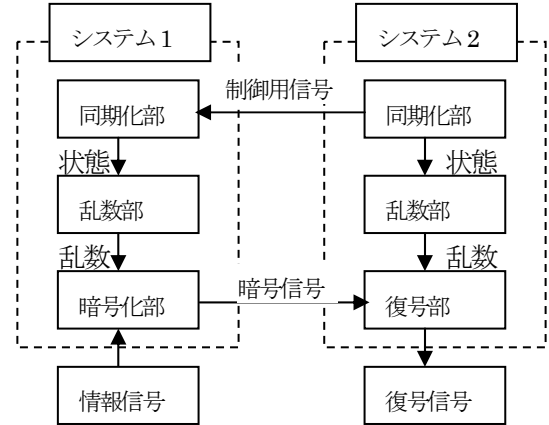 システム1
システム2
制御用信号
同期化部
同期化部
状態
状態
乱数部
乱数部
乱数
乱数
暗号信号
暗号化部
復号部
情報信号
復号信号